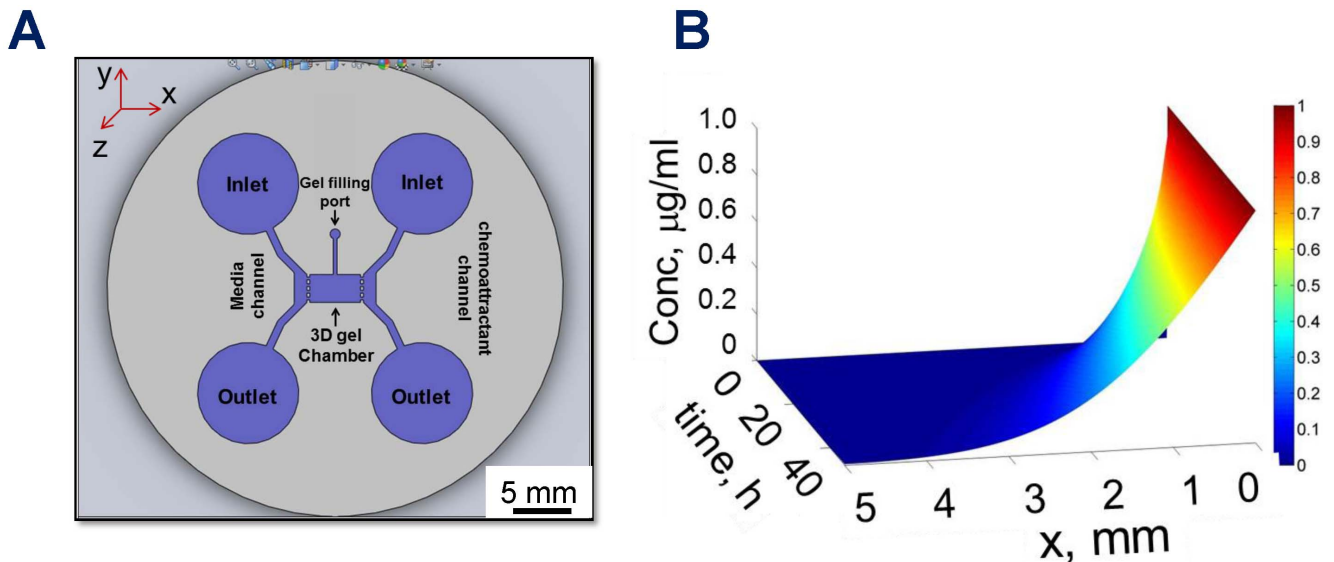 A
y
x
z
Inlet
Inlet
Gel filling
port
Media
channel
chemoattractant
channel
3D gel
Chamber
Outlet
Outlet
5 mm
B
Conc, µg/ml
1.0
0.8
0.6
0.4
0.2
0
0
20
40
time, h
5
4
3
2
1
0
x, mm
1
0.9
0.8
0.7
0.6
0.5
0.4
0.3
0.2
0.1
0